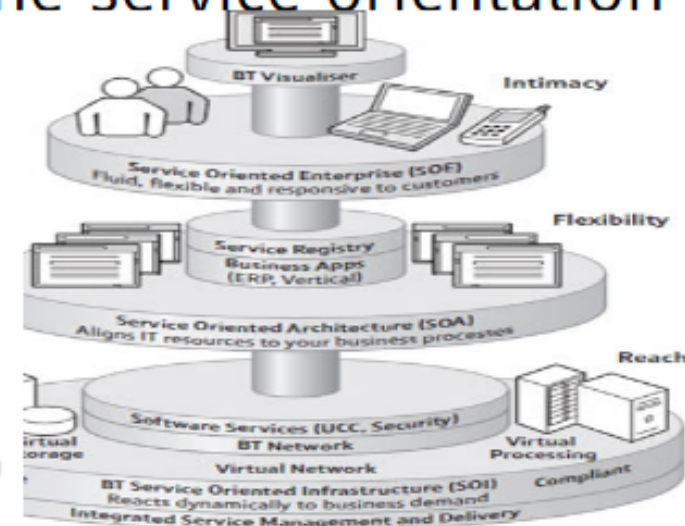 service orientation
BT Visualiser
Intimacy
Service Oriented Enterprise (SOE)
Fluid, flexible and responsive to customers
Flexibility
Service Registry
Business Apps
(ERP, Vertical)
Service Oriented Architecture (SOA)
Aligns IT resources to your business processes
Reach
Software Services (UCC, Security)
BT Network
Virtual
Processing
Virtual Network
BT Service Oriented Infrastructure (SOI)
Compliant
Reacts dynamically to business demand
Integrated Service Management and Delivery